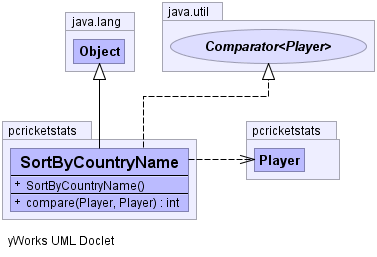 java.lang
java.util
Object
Comparator<Player>
pcricketstats
pcricketstats
SortByCountryName
Player
+ SortByCountryName()
+ compare(Player, Player) : int
yWorks UML Doclet